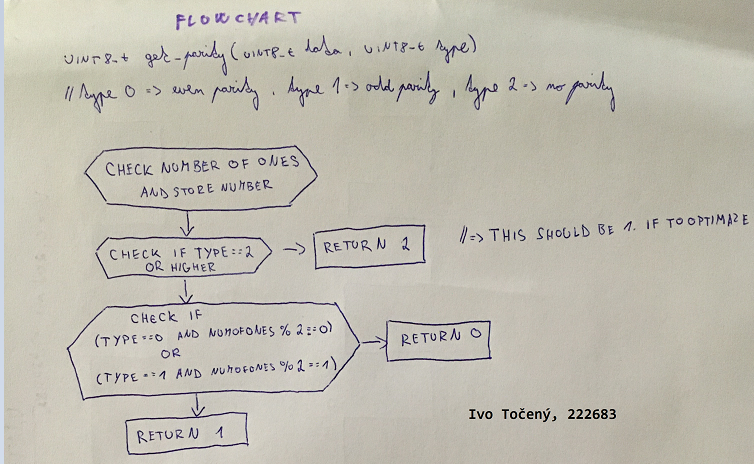 FLOWCHART
UINT8_t get_parity(UINT8_t data, UINT8_t type)
// type 0 => even parity, type 1 => odd parity, type 2 => no parity
CHECK NUMBER OF ONES
AND STORE NUMBER
CHECK IF TYPE==2
OR HIGHER
RETURN 2
//=> THIS SHOULD BE 1. IF TO OPTIMAZE
CHECK IF
(TYPE==0 AND NUMOFONES % 2==0)
OR
(TYPE==1 AND NUMOFONES %2==1)
RETURN 0
RETURN 1
Ivo Točený, 222683